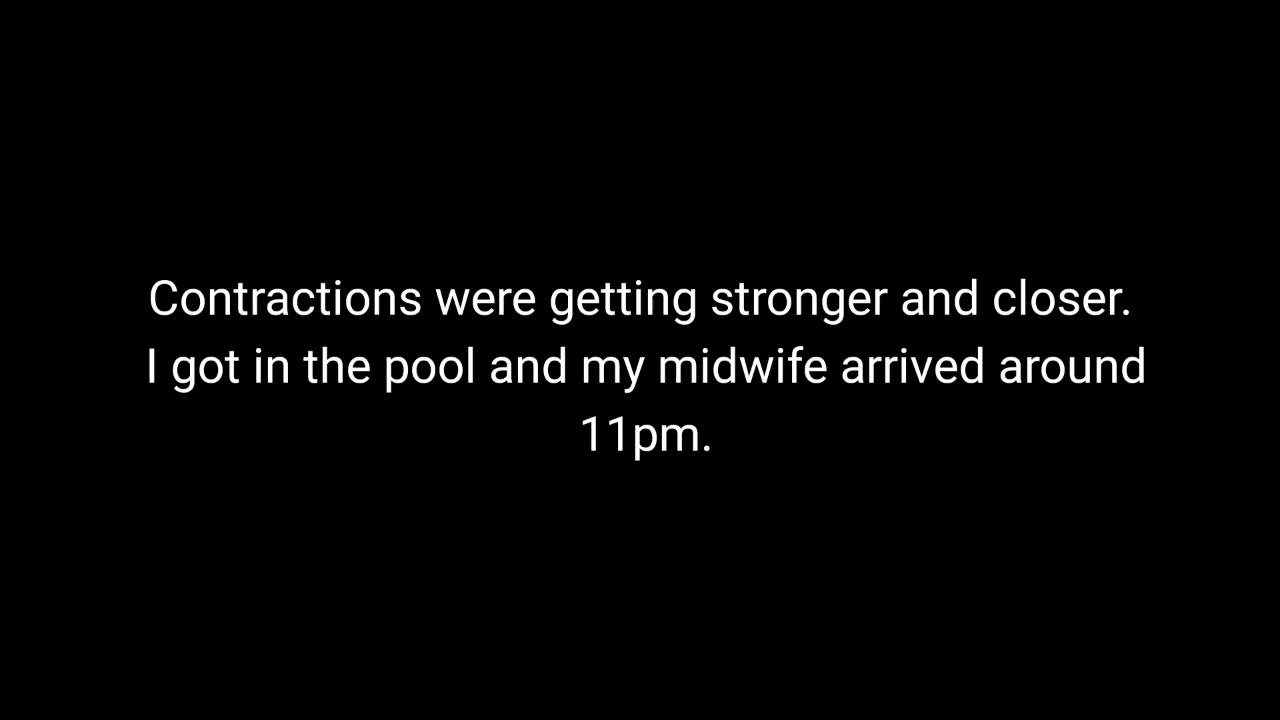 Contractions were getting stronger and closer.
I got in the pool and my midwife arrived around
11pm.